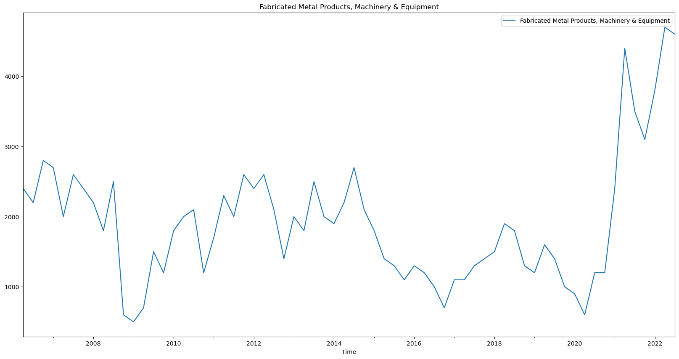 Fabricated Metal Products, Machinery & Equipment
Fabricated Metal Products, Machinery & Equipment
4000
3000
2000
1000
2008 2010 2012 2014 2016 2018 2020 2022
Time